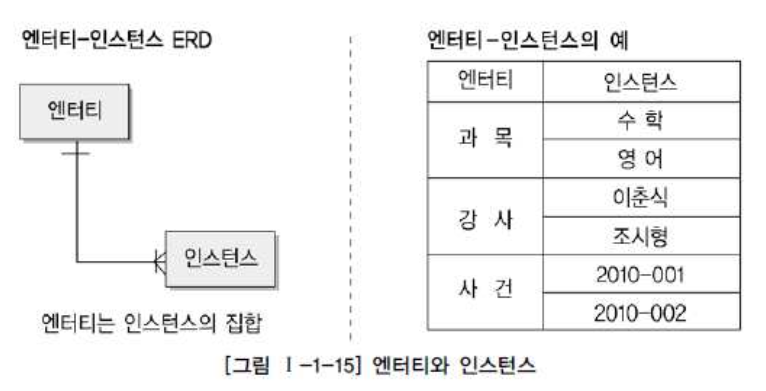 엔터티-인스턴스 ERD
엔터티
인스턴스
엔터티는 인스턴스의 집합
엔터티-인스턴스의 예
엔터티 인스턴스
과 목 수 학
영 어
강 사 이춘식
조시형
사 건 2010-001
2010-002
[그림 Ⅰ-1-15] 엔터티와 인스턴스